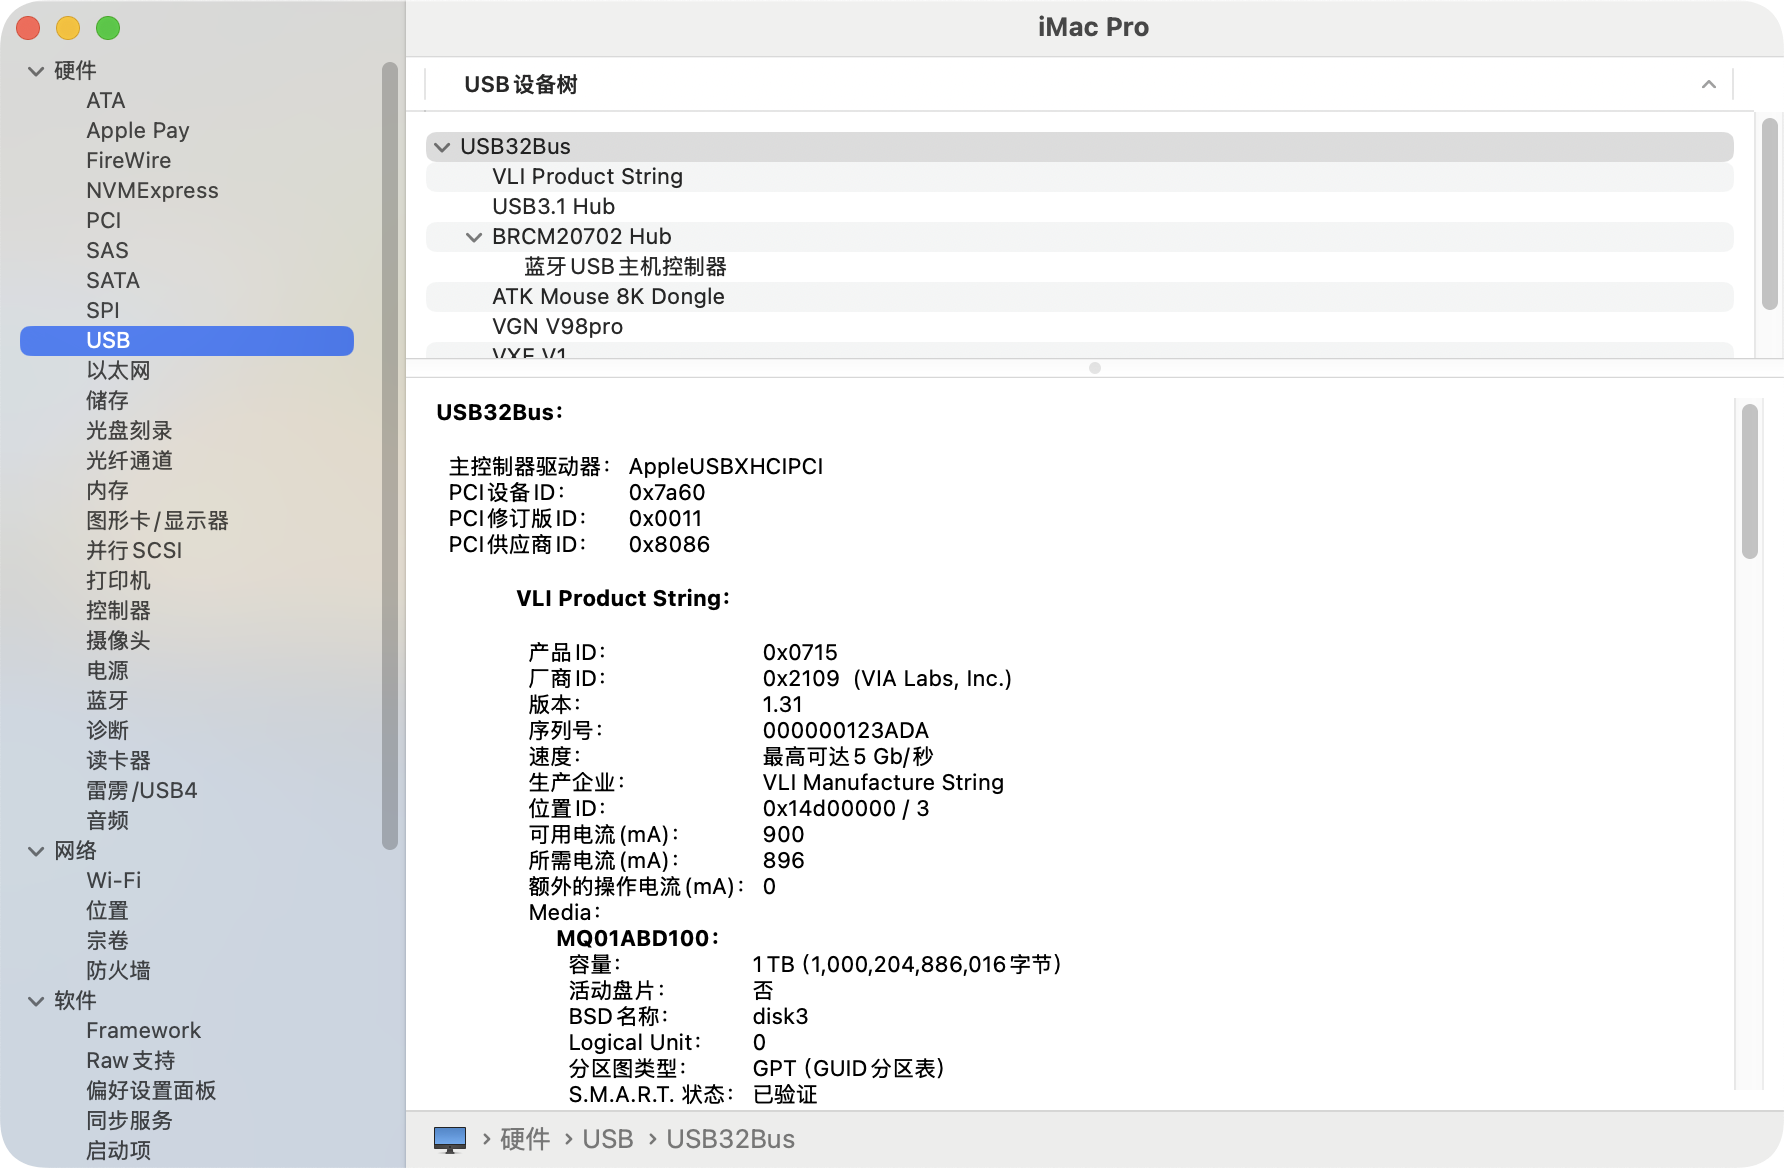 硬件
ATA
Apple Pay
FireWire
NVMExpress
PCI
SAS
SATA
SPI
USB
以太网
储存
光盘刻录
光纤通道
内存
图形卡/显示器
并行SCSI
打印机
控制器
摄像头
电源
蓝牙
诊断
读卡器
雷雳/USB4
音频
网络
Wi-Fi
位置
宗卷
防火墙
软件
Framework
Raw支持
偏好设置面板
同步服务
启动项
iMac Pro
USB设备树
USB32Bus
VLI Product String
USB3.1 Hub
BRCM20702 Hub
蓝牙USB主机控制器
ATK Mouse 8K Dongle
VGN V98pro
VXE V1
USB32Bus：
主控制器驱动器： AppleUSBXHCIPCI
PCI设备ID： 0x7a60
PCI修订版ID： 0x0011
PCI供应商ID： 0x8086
VLI Product String：
产品ID： 0x0715
厂商ID： 0x2109 (VIA Labs, Inc.)
版本： 1.31
序列号： 000000123ADA
速度： 最高可达5 Gb/秒
生产企业： VLI Manufacture String
位置ID： 0x14d00000 / 3
可用电流(mA)： 900
所需电流(mA)： 896
额外的操作电流(mA)： 0
Media：
MQ01ABD100：
容量： 1 TB (1,000,204,886,016字节)
活动盘片： 否
BSD名称： disk3
Logical Unit： 0
分区图类型： GPT (GUID分区表)
S.M.A.R.T. 状态： 已验证
› 硬件 › USB › USB32Bus